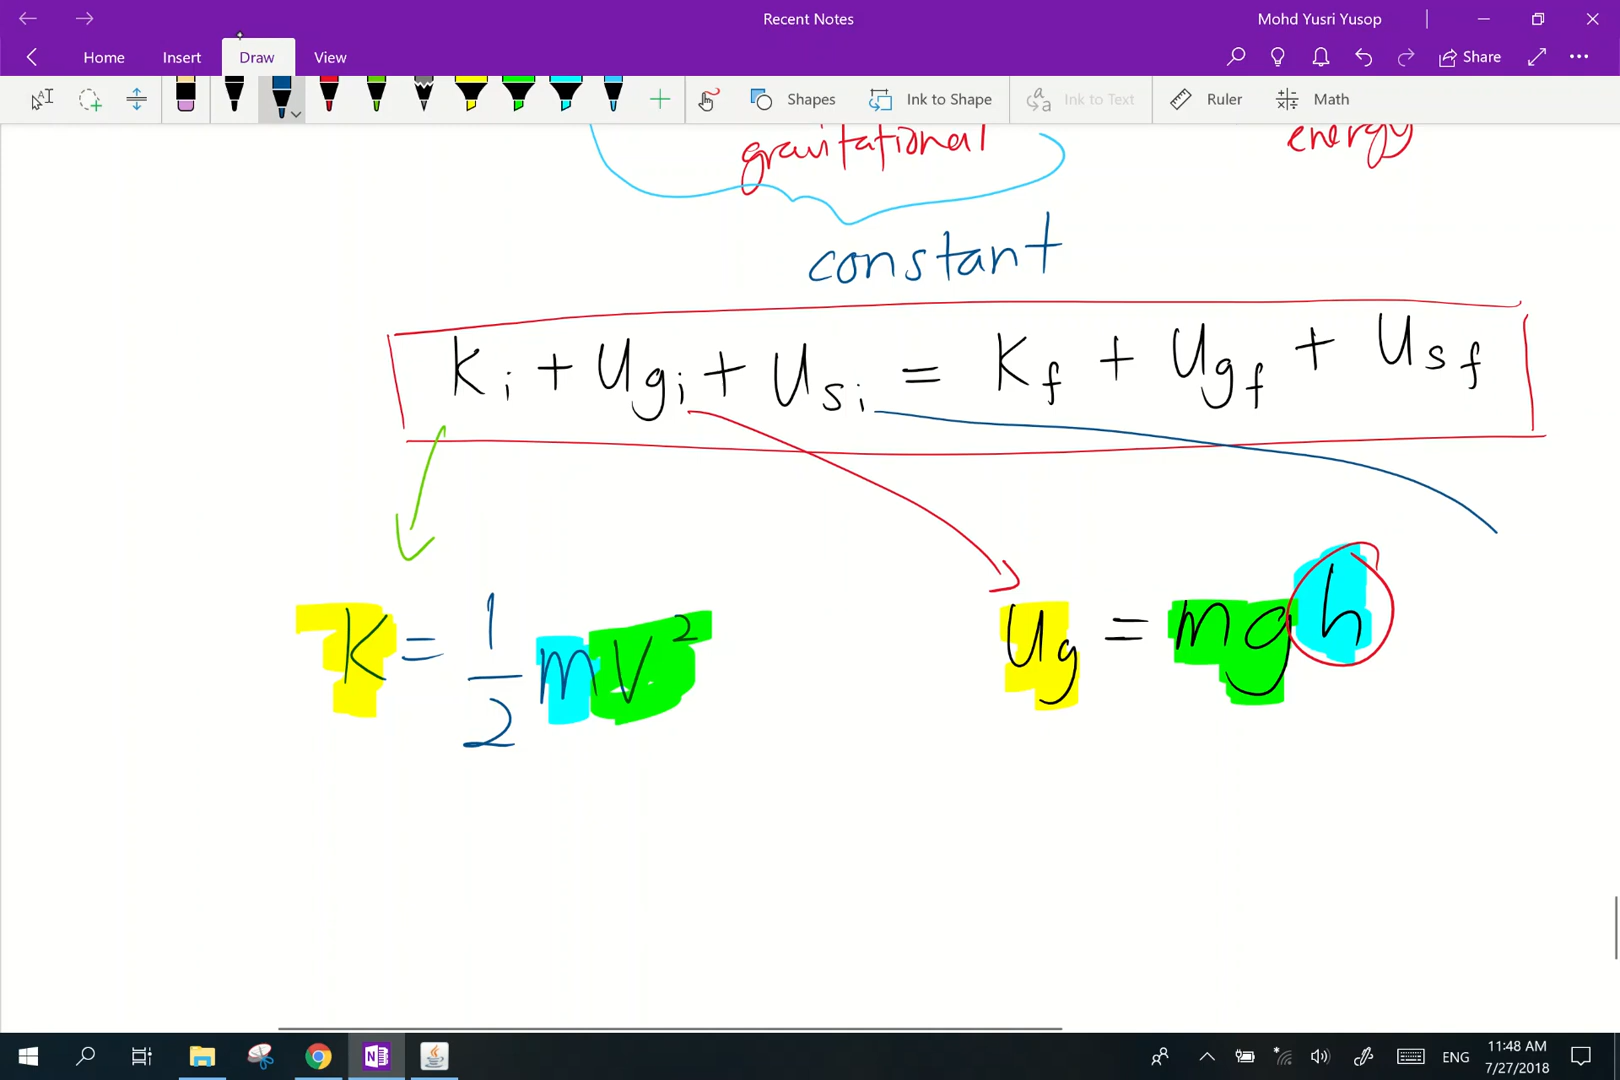 Recent Notes
Mohd Yusri Yusop
Home Insert Draw View
Share
Shapes Ink to Shape Ink to Text Ruler Math
gravitational energy
constant
Ki + Ugi + Usi = Kf + Ugf + Usf
K = 1/2 mv²
Ug = mgh
ENG
11:48 AM
7/27/2018